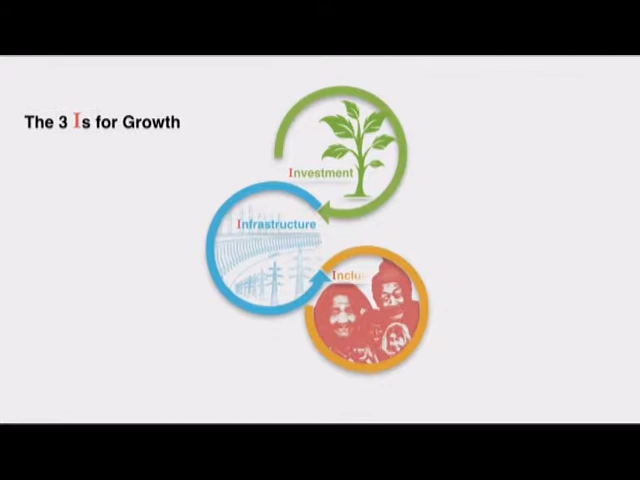 The 3 Is for Growth
Investment
Infrastructure